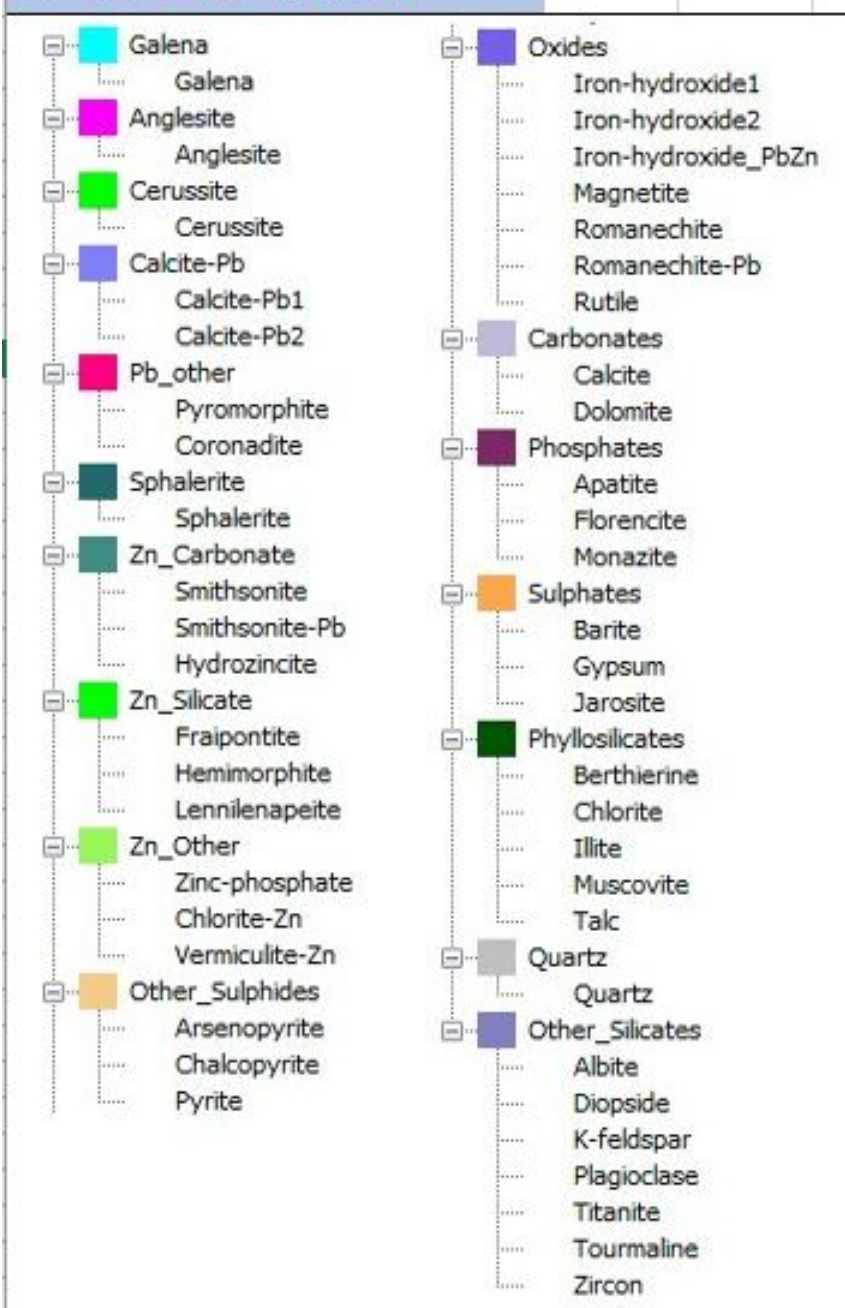 Galena
Galena
Anglesite
Anglesite
Cerussite
Cerussite
Calcite-Pb
Calcite-Pb1
Calcite-Pb2
Pb_other
Pyromorphite
Coronadite
Sphalerite
Sphalerite
Zn_Carbonate
Smithsonite
Smithsonite-Pb
Hydrozincite
Zn_Silicate
Fraipontite
Hemimorphite
Lennilenapeite
Zn_Other
Zinc-phosphate
Chlorite-Zn
Vermiculite-Zn
Other_Sulphides
Arsenopyrite
Chalcopyrite
Pyrite
Oxides
Iron-hydroxide1
Iron-hydroxide2
Iron-hydroxide_PbZn
Magnetite
Romanechite
Romanechite-Pb
Rutile
Carbonates
Calcite
Dolomite
Phosphates
Apatite
Florencite
Monazite
Sulphates
Barite
Gypsum
Jarosite
Phyllosilicates
Berthierine
Chlorite
Illite
Muscovite
Talc
Quartz
Quartz
Other_Silicates
Albite
Diopside
K-feldspar
Plagioclase
Titanite
Tourmaline
Zircon